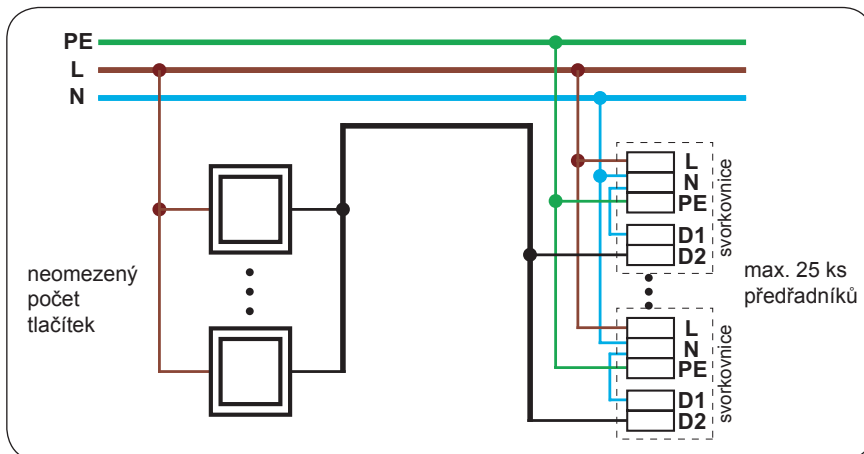 PE
L
N
L
N
PE
D1
D2
svorkovnice
neomezený
počet
tlačítek
max. 25 ks
předřadníků
L
N
PE
D1
D2
svorkovnice